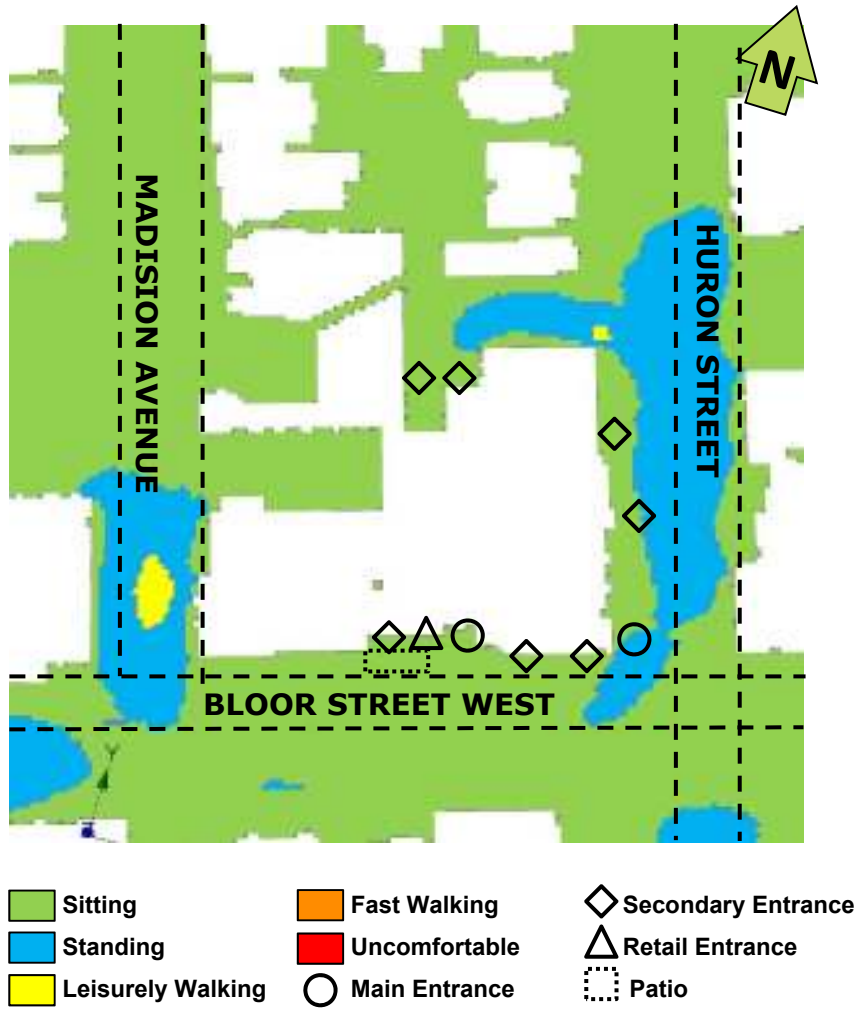 N
MADISION AVENUE
HURON STREET
BLOOR STREET WEST
Y
Sitting
Fast Walking
Secondary Entrance
Standing
Uncomfortable
Retail Entrance
Leisurely Walking
Main Entrance
Patio